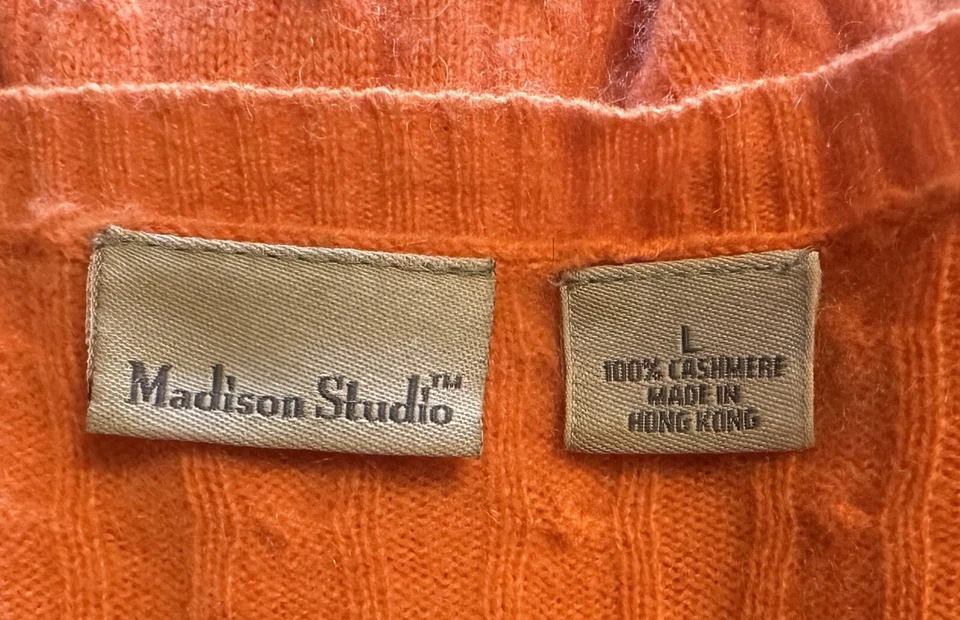 Madison Studio™
L
100% CASHMERE
MADE IN
HONG KONG